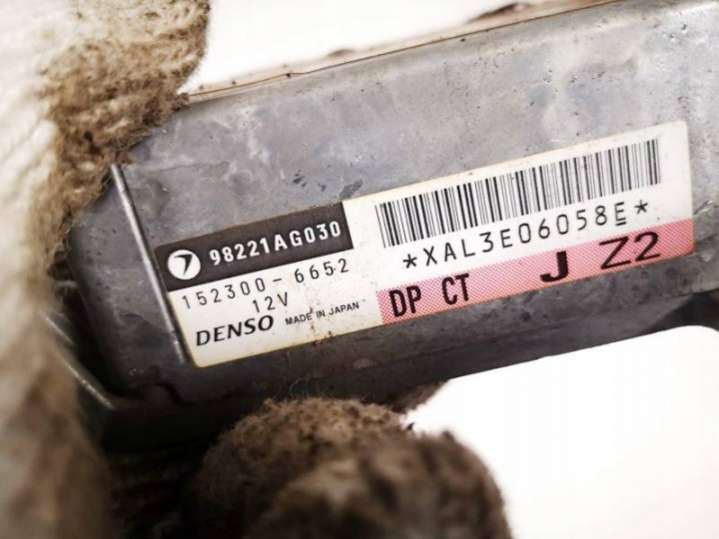 98221AG030
152300-6652
12V
DENSO MADE IN JAPAN
*XAL3E06058E*
DP CT J Z2